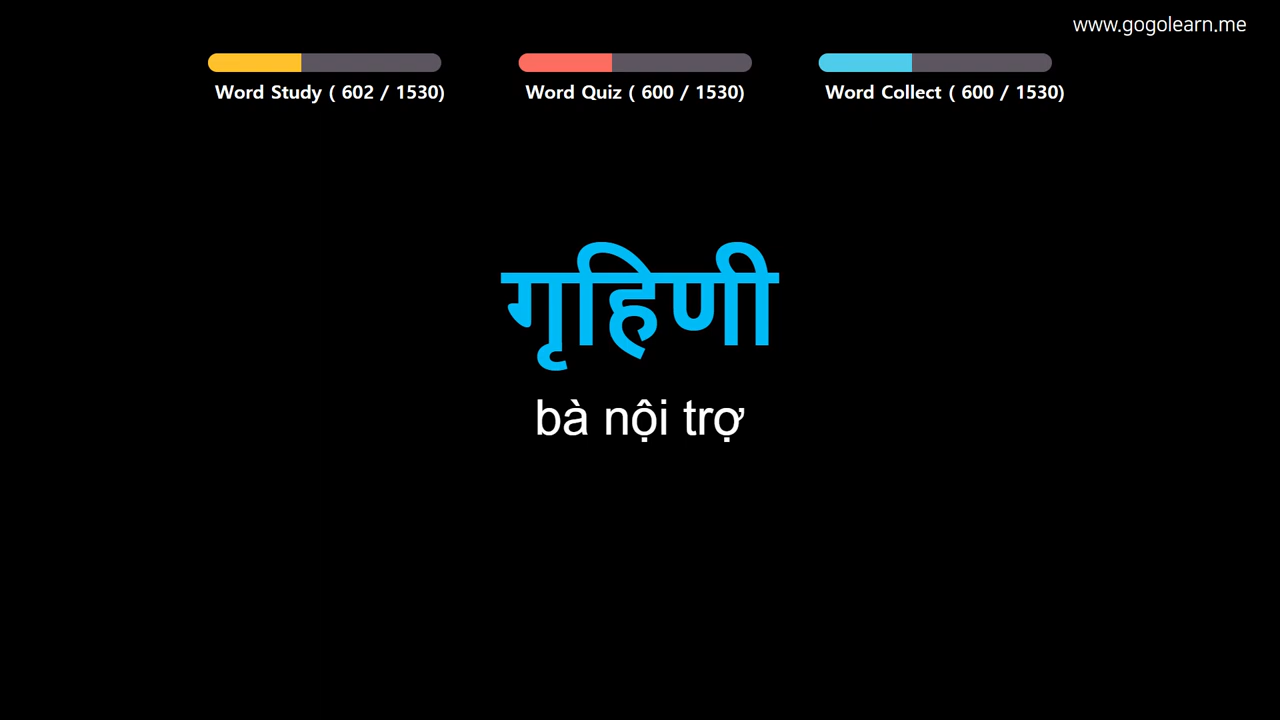 www.gogolearn.me
Word Study ( 602 / 1530)
Word Quiz ( 600 / 1530)
Word Collect ( 600 / 1530)
गृहिणी
bà nội trợ